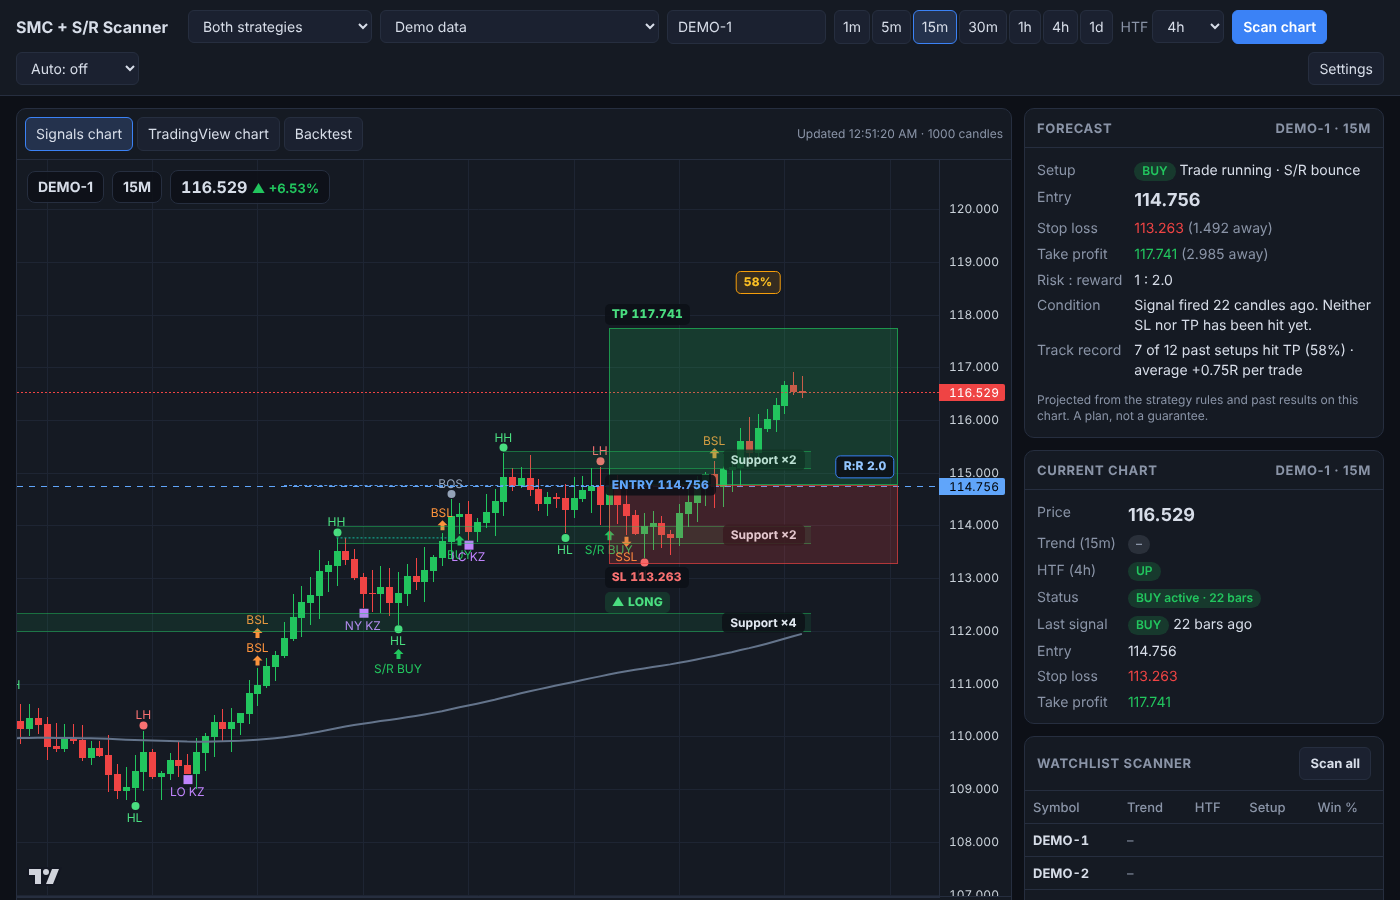 SMC + S/R Scanner
Both strategies
Demo data
DEMO-1
1m 5m 15m 30m 1h 4h 1d HTF 4h
Scan chart
Auto: off
Settings
Signals chart
TradingView chart
Backtest
Updated 12:51:20 AM · 1000 candles
DEMO-1
15M
116.529 ▲ +6.53%
120.000
119.000
118.000
117.000
116.529
116.000
115.000
114.756
114.000
113.000
112.000
111.000
110.000
109.000
108.000
107.000
58%
TP 117.741
HH
LH
BSL
Support ×2
R:R 2.0
BOS
ENTRY 114.756
BSL
HH
Support ×2
BUY
LO KZ
HL
S/R BUY
SSL
SL 113.263
▲ LONG
BSL
NY KZ
Support ×4
HL
BSL
S/R BUY
LH
LO KZ
HL
FORECAST
DEMO-1 · 15M
Setup BUY Trade running · S/R bounce
Entry 114.756
Stop loss 113.263 (1.492 away)
Take profit 117.741 (2.985 away)
Risk : reward 1 : 2.0
Condition Signal fired 22 candles ago. Neither
SL nor TP has been hit yet.
Track record 7 of 12 past setups hit TP (58%) ·
average +0.75R per trade
Projected from the strategy rules and past results on this
chart. A plan, not a guarantee.
CURRENT CHART
DEMO-1 · 15M
Price 116.529
Trend (15m) –
HTF (4h) UP
Status BUY active · 22 bars
Last signal BUY 22 bars ago
Entry 114.756
Stop loss 113.263
Take profit 117.741
WATCHLIST SCANNER
Scan all
Symbol Trend HTF Setup Win %
DEMO-1 –
DEMO-2 –